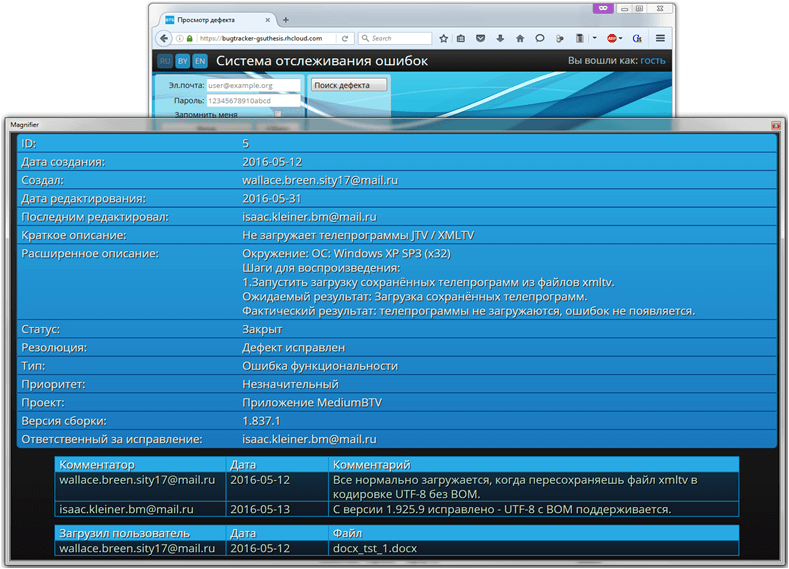 Просмотр дефекта
https://bugtracker-gsuthesis.rhcloud.com
Search
ABP
RU BY EN Система отслеживания ошибок Вы вошли как: гость
Эл.почта: user@example.org Поиск дефекта
Пароль: 12345678910abcd
Запомнить меня
Magnifier
ID: 5
Дата создания: 2016-05-12
Создал: wallace.breen.sity17@mail.ru
Дата редактирования: 2016-05-31
Последним редактировал: isaac.kleiner.bm@mail.ru
Краткое описание: Не загружает телепрограммы JTV / XMLTV
Расширенное описание: Окружение: ОС: Windows XP SP3 (x32)
Шаги для воспроизведения:
1.Запустить загрузку сохранённых телепрограмм из файлов xmltv.
Ожидаемый результат: Загрузка сохранённых телепрограмм.
Фактический результат: телепрограммы не загружаются, ошибок не появляется.
Статус: Закрыт
Резолюция: Дефект исправлен
Тип: Ошибка функциональности
Приоритет: Незначительный
Проект: Приложение MediumBTV
Версия сборки: 1.837.1
Ответственный за исправление: isaac.kleiner.bm@mail.ru
Комментатор Дата Комментарий
wallace.breen.sity17@mail.ru 2016-05-12 Все нормально загружается, когда пересохраняешь файл xmltv в
кодировке UTF-8 без BOM.
isaac.kleiner.bm@mail.ru 2016-05-13 С версии 1.925.9 исправлено - UTF-8 с BOM поддерживается.
Загрузил пользователь Дата Файл
wallace.breen.sity17@mail.ru 2016-05-12 docx_tst_1.docx